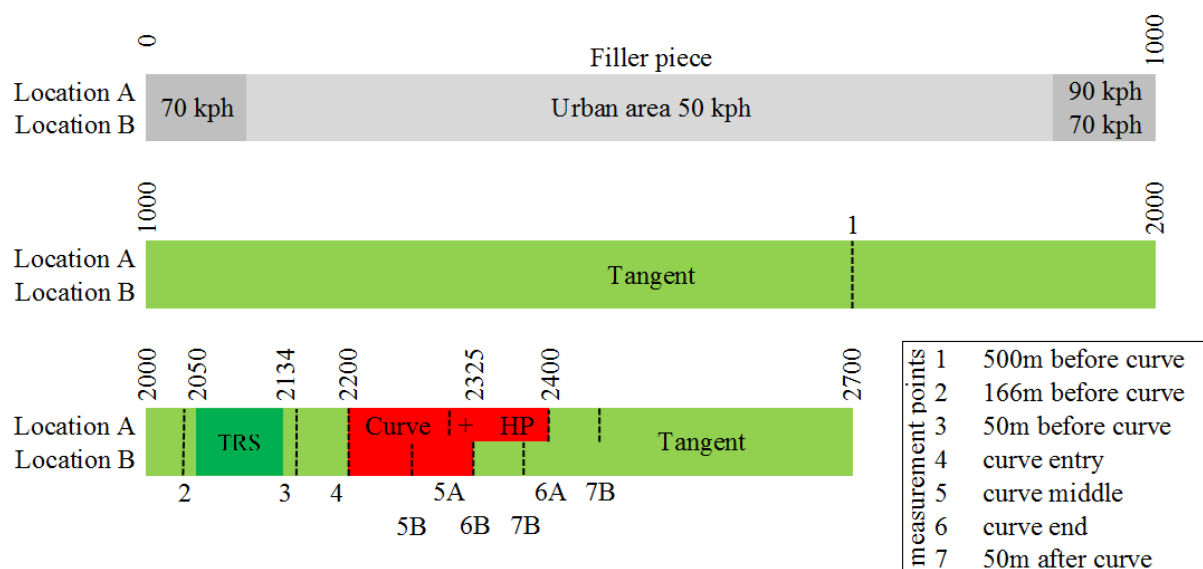 0
1000
Filler piece
Location A
Location B
70 kph
Urban area 50 kph
90 kph
70 kph
1000
2000
1
Location A
Location B
Tangent
2000
2050
2134
2200
2325
2400
2700
Location A
Location B
TRS
Curve + HP
Tangent
2
3
4
5A
6A
7B
5B
6B
7B
measurement points
1 500m before curve
2 166m before curve
3 50m before curve
4 curve entry
5 curve middle
6 curve end
7 50m after curve